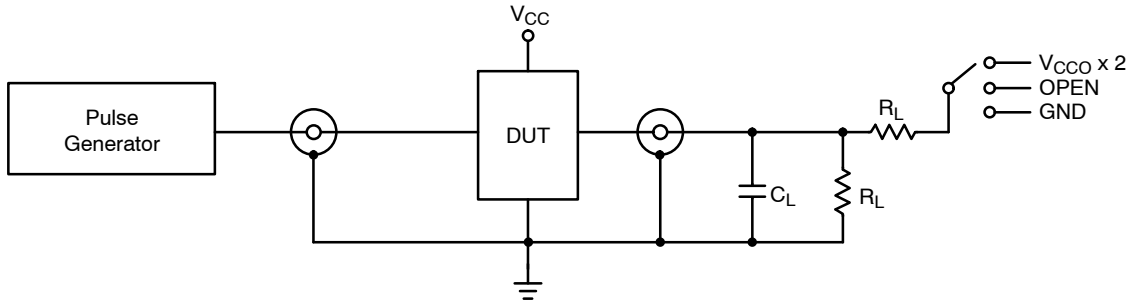 V_CC
V_CCO x 2
OPEN
GND
Pulse
Generator
DUT
R_L
C_L
R_L